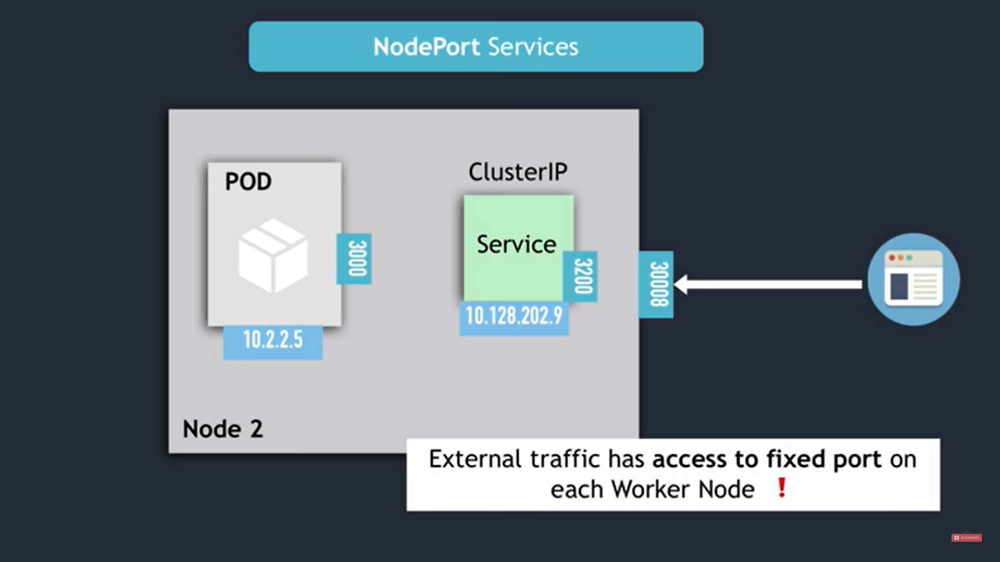 NodePort Services
POD
3000
10.2.2.5
ClusterIP
Service
3200
10.128.202.9
30008
Node 2
External traffic has access to fixed port on
each Worker Node !
SUBSCRIBE